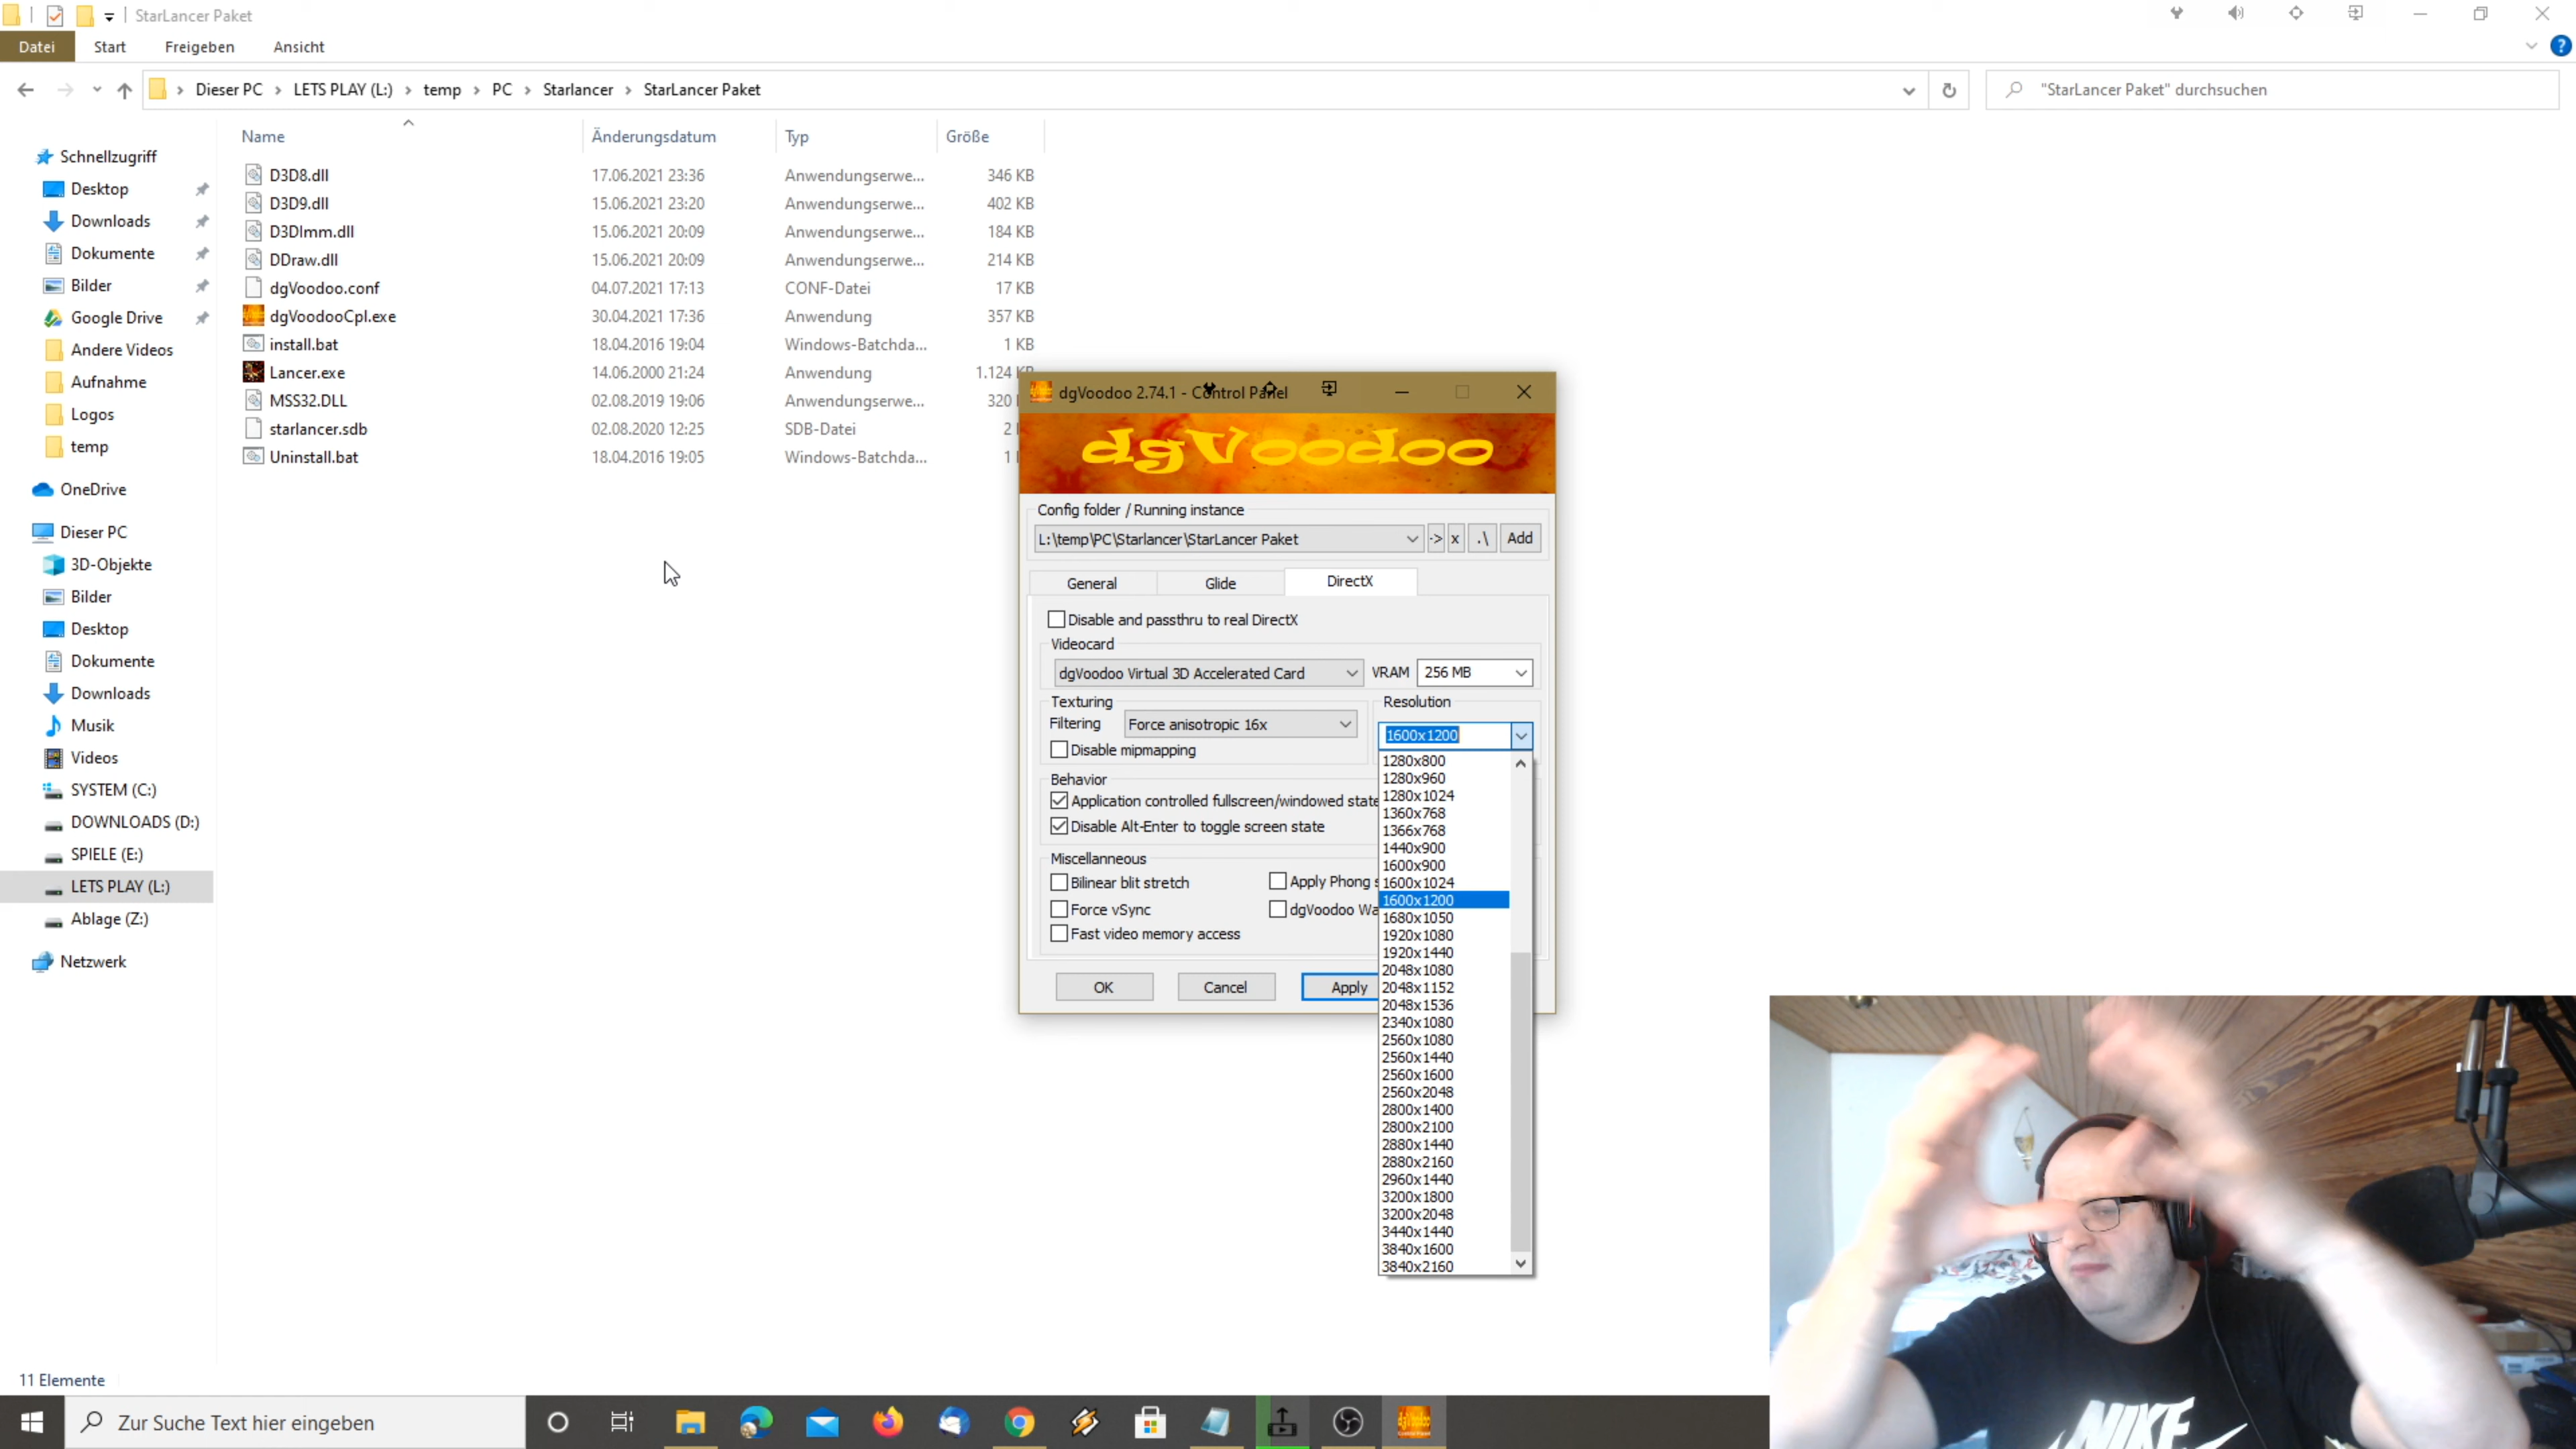 StarLancer Paket
Datei Start Freigeben Ansicht
Dieser PC LETS PLAY (L:) temp PC Starlancer StarLancer Paket
"StarLancer Paket" durchsuchen
Name Änderungsdatum Typ Größe
D3D8.dll 17.06.2021 23:36 Anwendungserwe... 346 KB
D3D9.dll 15.06.2021 23:20 Anwendungserwe... 402 KB
D3DImm.dll 15.06.2021 20:09 Anwendungserwe... 184 KB
DDraw.dll 15.06.2021 20:09 Anwendungserwe... 214 KB
dgVoodoo.conf 04.07.2021 17:13 CONF-Datei 17 KB
dgVoodooCpl.exe 30.04.2021 17:36 Anwendung 357 KB
install.bat 18.04.2016 19:04 Windows-Batchda... 1 KB
Lancer.exe 14.06.2000 21:24 Anwendung 1.124 KB
MSS32.DLL 02.08.2019 19:06 Anwendungserwe... 320
starlancer.sdb 02.08.2020 12:25 SDB-Datei 2
Uninstall.bat 18.04.2016 19:05 Windows-Batchda... 1
Schnellzugriff
Desktop
Downloads
Dokumente
Bilder
Google Drive
Andere Videos
Aufnahme
Logos
temp
OneDrive
Dieser PC
3D-Objekte
Bilder
Desktop
Dokumente
Downloads
Musik
Videos
SYSTEM (C:)
DOWNLOADS (D:)
SPIELE (E:)
LETS PLAY (L:)
Ablage (Z:)
Netzwerk
11 Elemente
dgVoodoo 2.74.1 - Control Panel
dgVoodoo
Config folder / Running instance
L:\temp\PC\Starlancer\StarLancer Paket -> x .\ Add
General Glide DirectX
Disable and passthru to real DirectX
Videocard
dgVoodoo Virtual 3D Accelerated Card VRAM 256 MB
Texturing Resolution
Filtering Force anisotropic 16x 1600x1200
Disable mipmapping
Behavior
Application controlled fullscreen/windowed state
Disable Alt-Enter to toggle screen state
Miscellaneous
Bilinear blit stretch Apply Phong
Force vSync dgVoodoo Wa
Fast video memory access
OK Cancel Apply
1280x800
1280x960
1280x1024
1360x768
1366x768
1440x900
1600x900
1600x1024
1600x1200
1680x1050
1920x1080
1920x1440
2048x1080
2048x1152
2048x1536
2340x1080
2560x1080
2560x1440
2560x1600
2560x2048
2800x1400
2800x2100
2880x1440
2880x2160
2960x1440
3200x1800
3200x2048
3440x1440
3840x1600
3840x2160
NIKE
Zur Suche Text hier eingeben
dgVoodoo